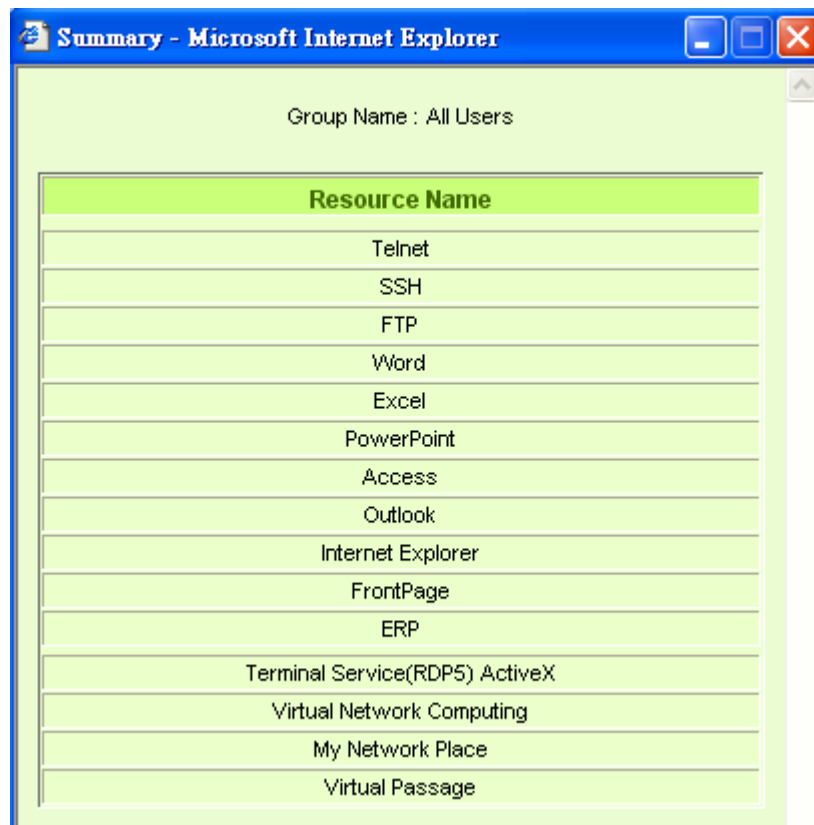 Summary - Microsoft Internet Explorer
Group Name : All Users
Resource Name
Telnet
SSH
FTP
Word
Excel
PowerPoint
Access
Outlook
Internet Explorer
FrontPage
ERP
Terminal Service(RDP5) ActiveX
Virtual Network Computing
My Network Place
Virtual Passage